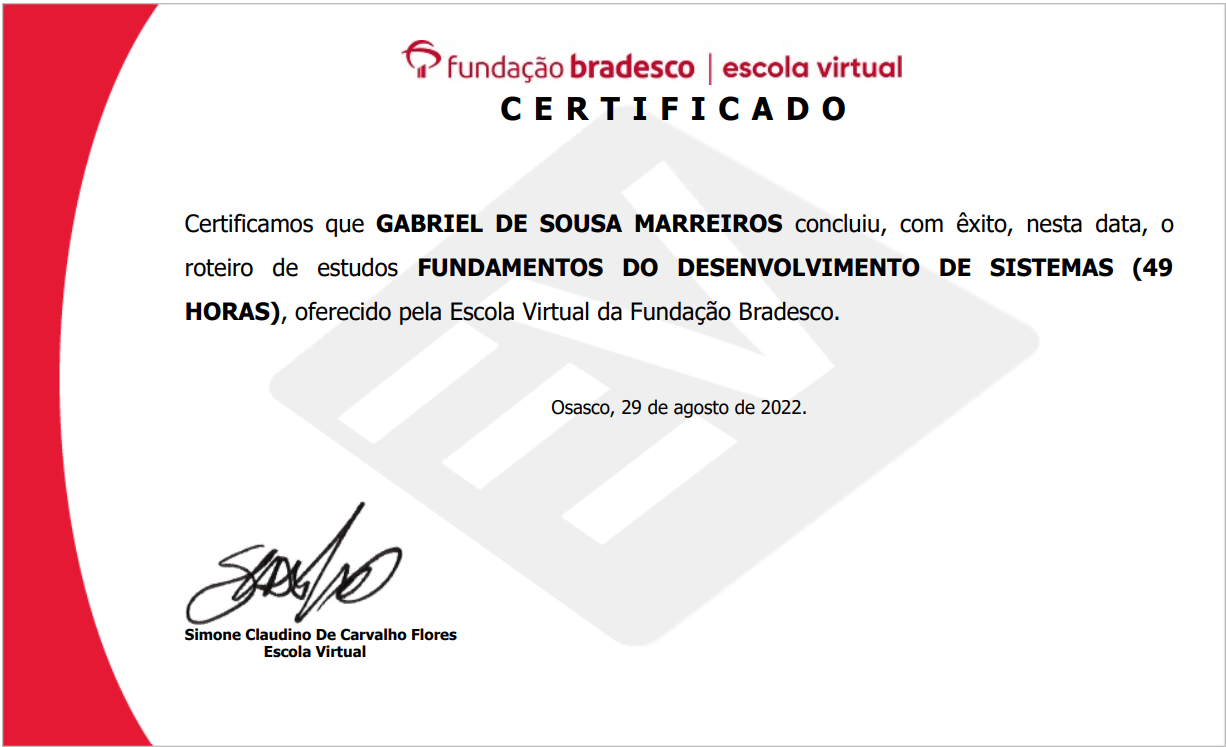 fundação bradesco | escola virtual
CERTIFICADO
Certificamos que GABRIEL DE SOUSA MARREIROS concluiu, com êxito, nesta data, o
roteiro de estudos FUNDAMENTOS DO DESENVOLVIMENTO DE SISTEMAS (49
HORAS), oferecido pela Escola Virtual da Fundação Bradesco.
Osasco, 29 de agosto de 2022.
Simone Claudino De Carvalho Flores
Escola Virtual